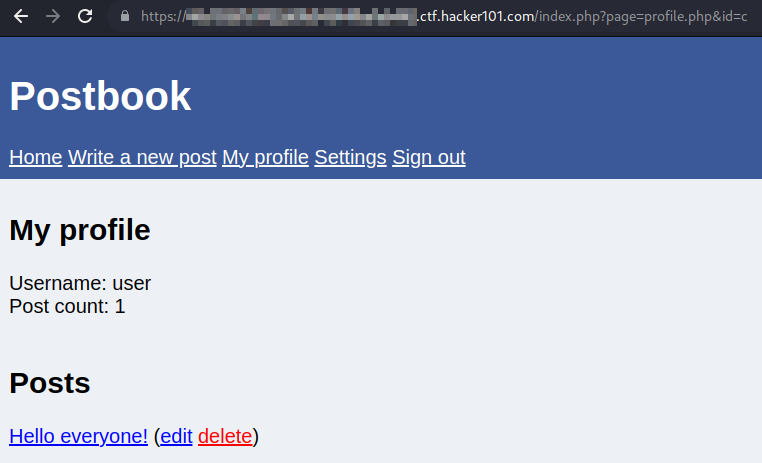 https://.ctf.hacker101.com/index.php?page=profile.php&id=c
Postbook
Home Write a new post My profile Settings Sign out
My profile
Username: user
Post count: 1
Posts
Hello everyone! (edit delete)